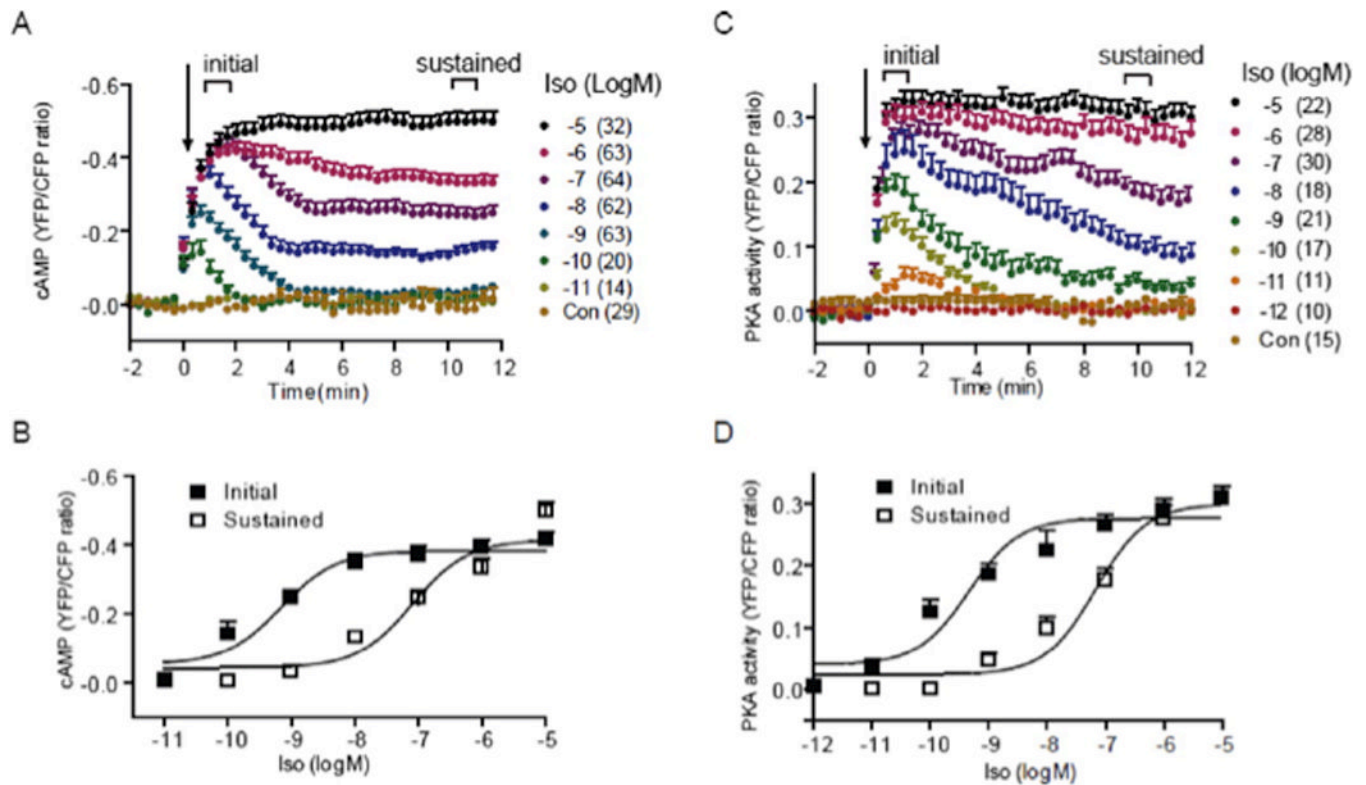 A
initial
sustained
Iso (LogM)
-5 (32)
-6 (63)
-7 (64)
-8 (62)
-9 (63)
-10 (20)
-11 (14)
Con (29)
cAMP (YFP/CFP ratio)
-0.6
-0.4
-0.2
-0.0
-2 0 2 4 6 8 10 12
Time(min)
C
initial
sustained
Iso (logM)
-5 (22)
-6 (28)
-7 (30)
-8 (18)
-9 (21)
-10 (17)
-11 (11)
-12 (10)
Con (15)
PKA activity (YFP/CFP ratio)
0.3
0.2
0.1
0.0
-2 0 2 4 6 8 10 12
Time (min)
B
Initial
Sustained
cAMP (YFP/CFP ratio)
-0.6
-0.4
-0.2
-0.0
-11 -10 -9 -8 -7 -6 -5
Iso (logM)
D
Initial
Sustained
PKA activity (YFP/CFP ratio)
0.3
0.2
0.1
0.0
-12 -11 -10 -9 -8 -7 -6 -5
Iso (logM)